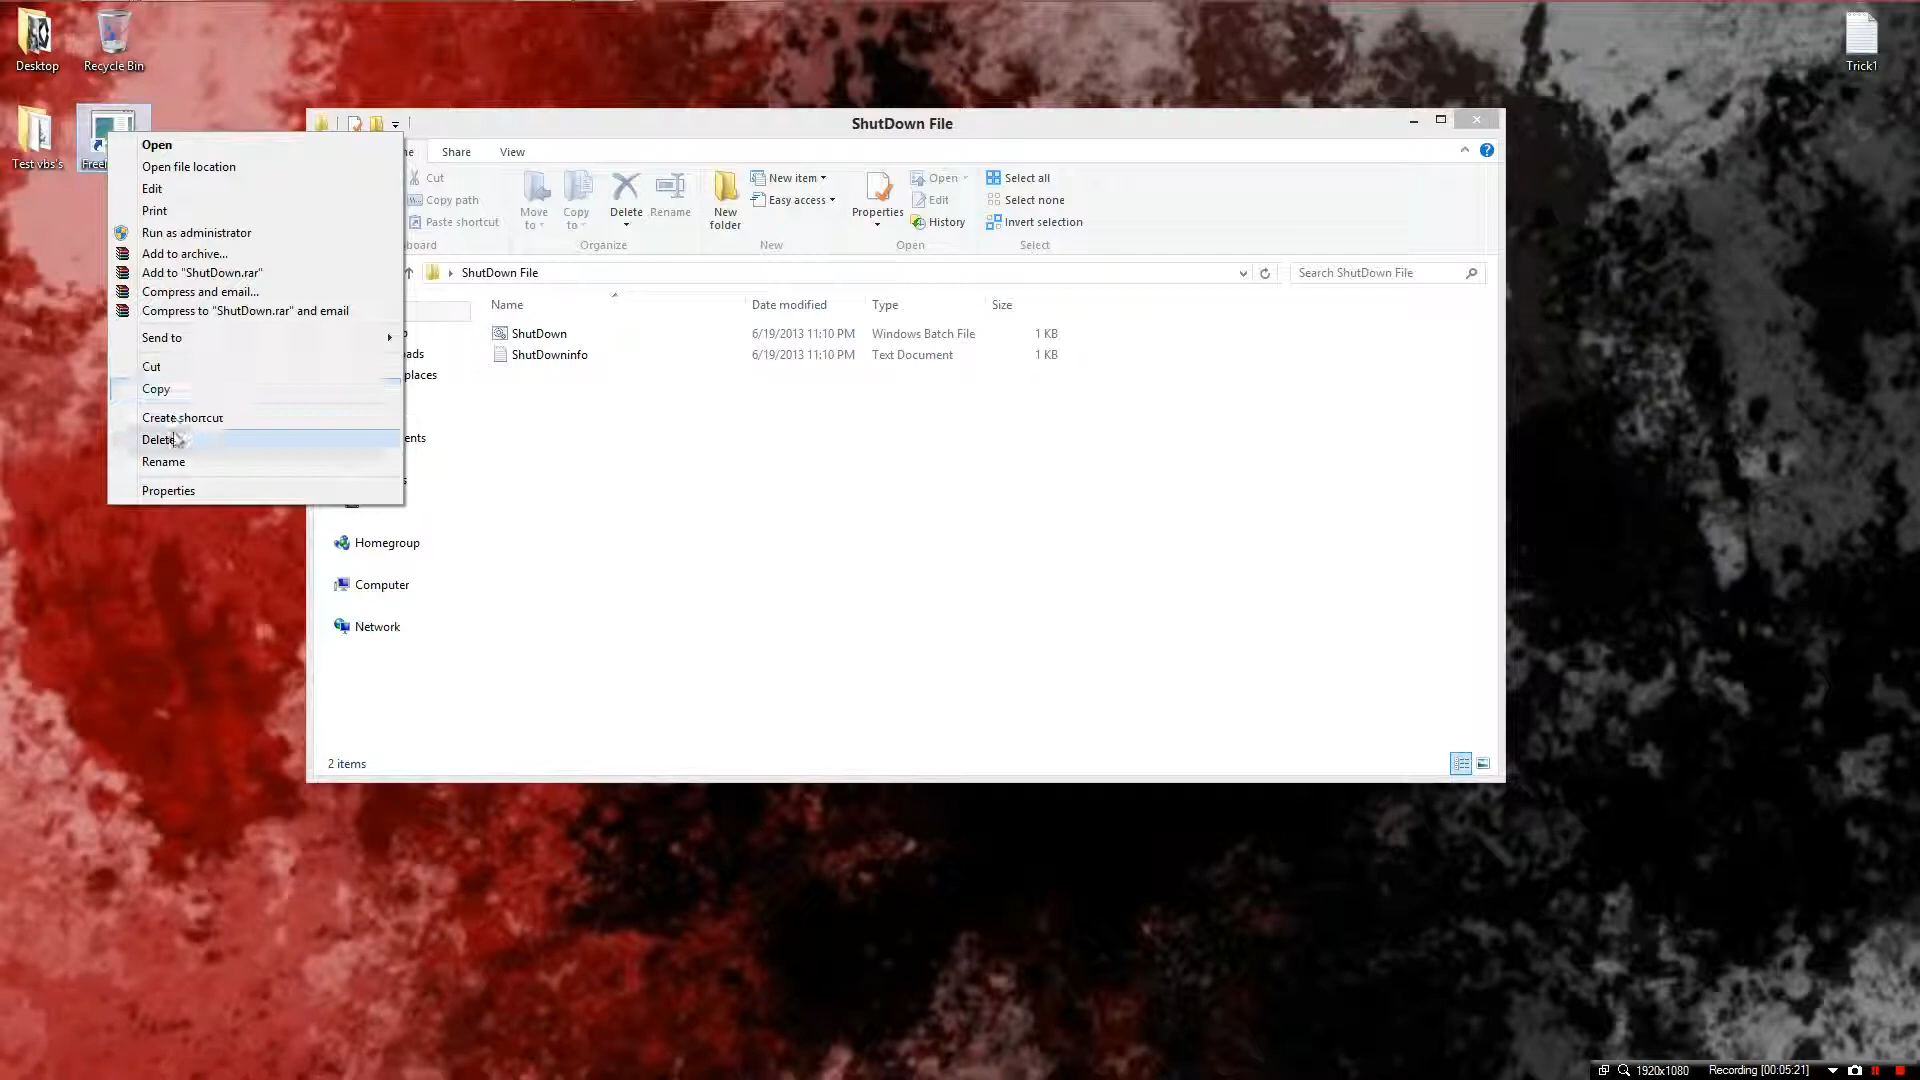 Desktop
Recycle Bin
Trick1
Test vbs's
ShutDown File
Share
View
Cut
Copy path
Paste shortcut
Move to
Copy to
Delete
Rename
Organize
New folder
New item
Easy access
New
Properties
Open
Edit
History
Open
Select all
Select none
Invert selection
Select
ShutDown File
Search ShutDown File
Name
Date modified
Type
Size
ShutDown
6/19/2013 11:10 PM
Windows Batch File
1 KB
ShutDowninfo
6/19/2013 11:10 PM
Text Document
1 KB
Homegroup
Computer
Network
2 items
Open
Open file location
Edit
Print
Run as administrator
Add to archive...
Add to "ShutDown.rar"
Compress and email...
Compress to "ShutDown.rar" and email
Send to
Cut
Copy
Create shortcut
Delete
Rename
Properties
1920x1080
Recording [00:05:21]